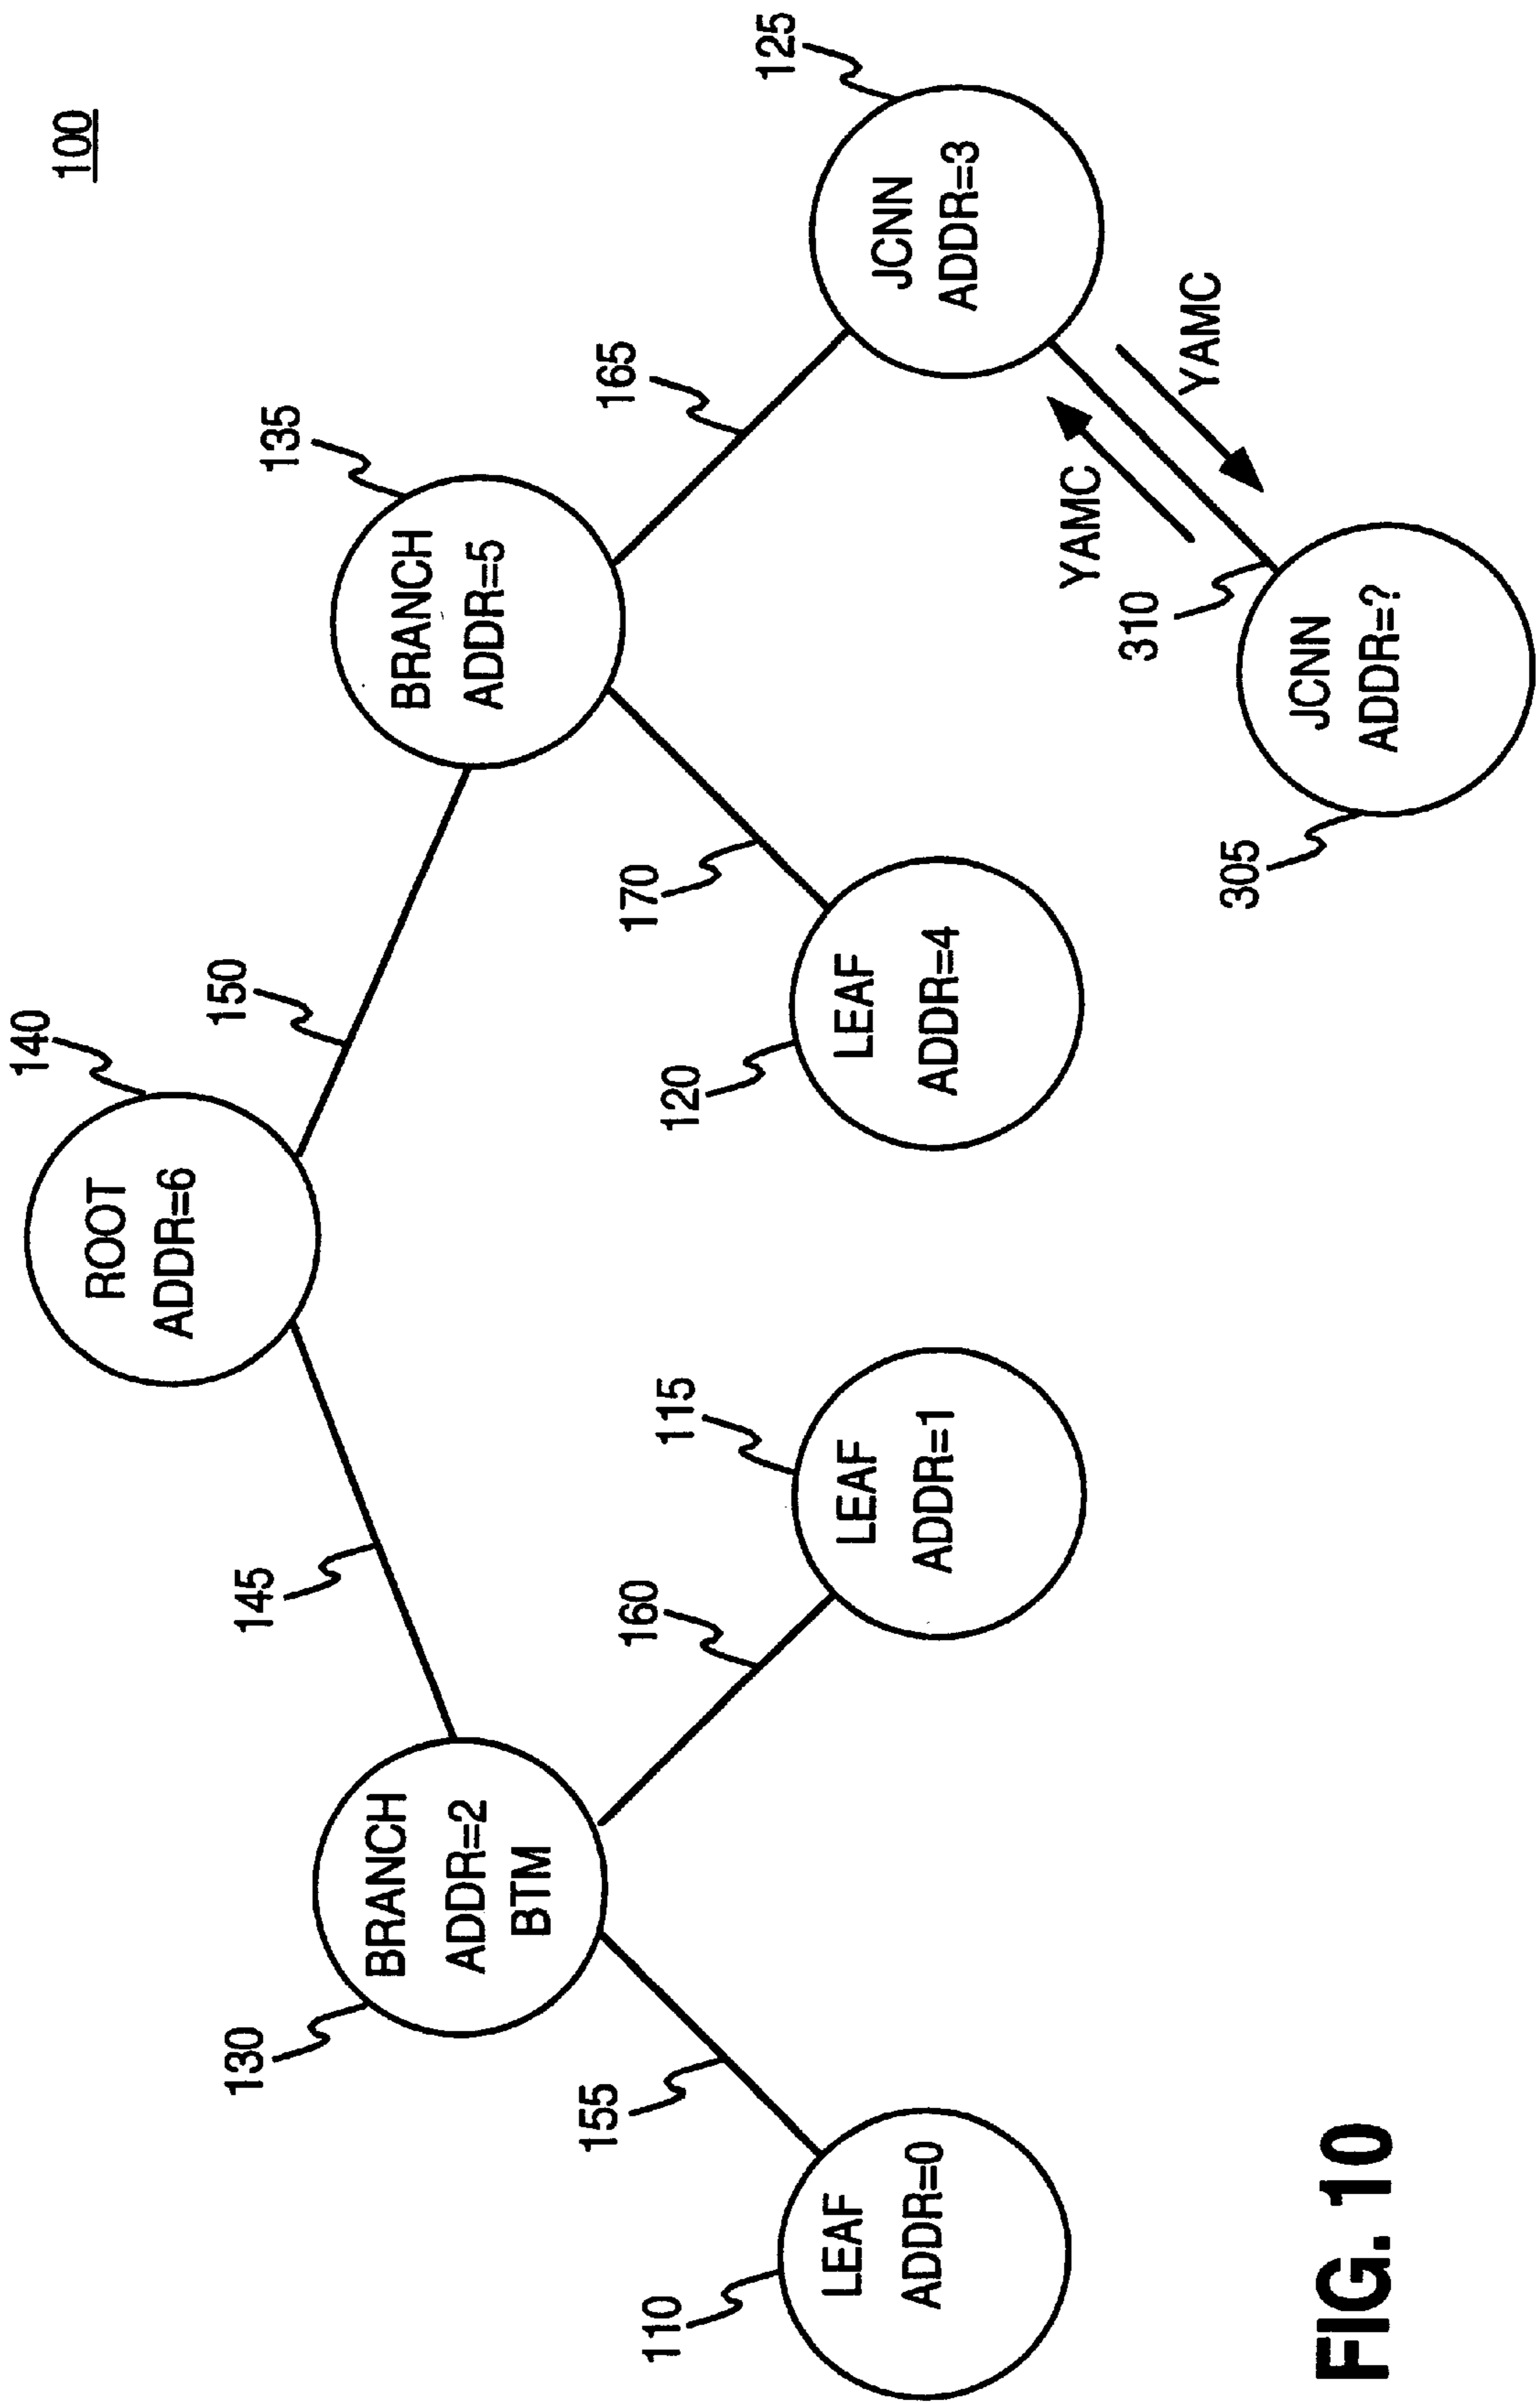 100
140
ROOT
ADDR=6
145
150
130
BRANCH
ADDR=2
BTM
135
BRANCH
ADDR=5
155
160
170
165
110
LEAF
ADDR=0
115
LEAF
ADDR=1
120
LEAF
ADDR=4
125
JCNN
ADDR=3
YAMC
YAMC
310
305
JCNN
ADDR=?
FIG. 10